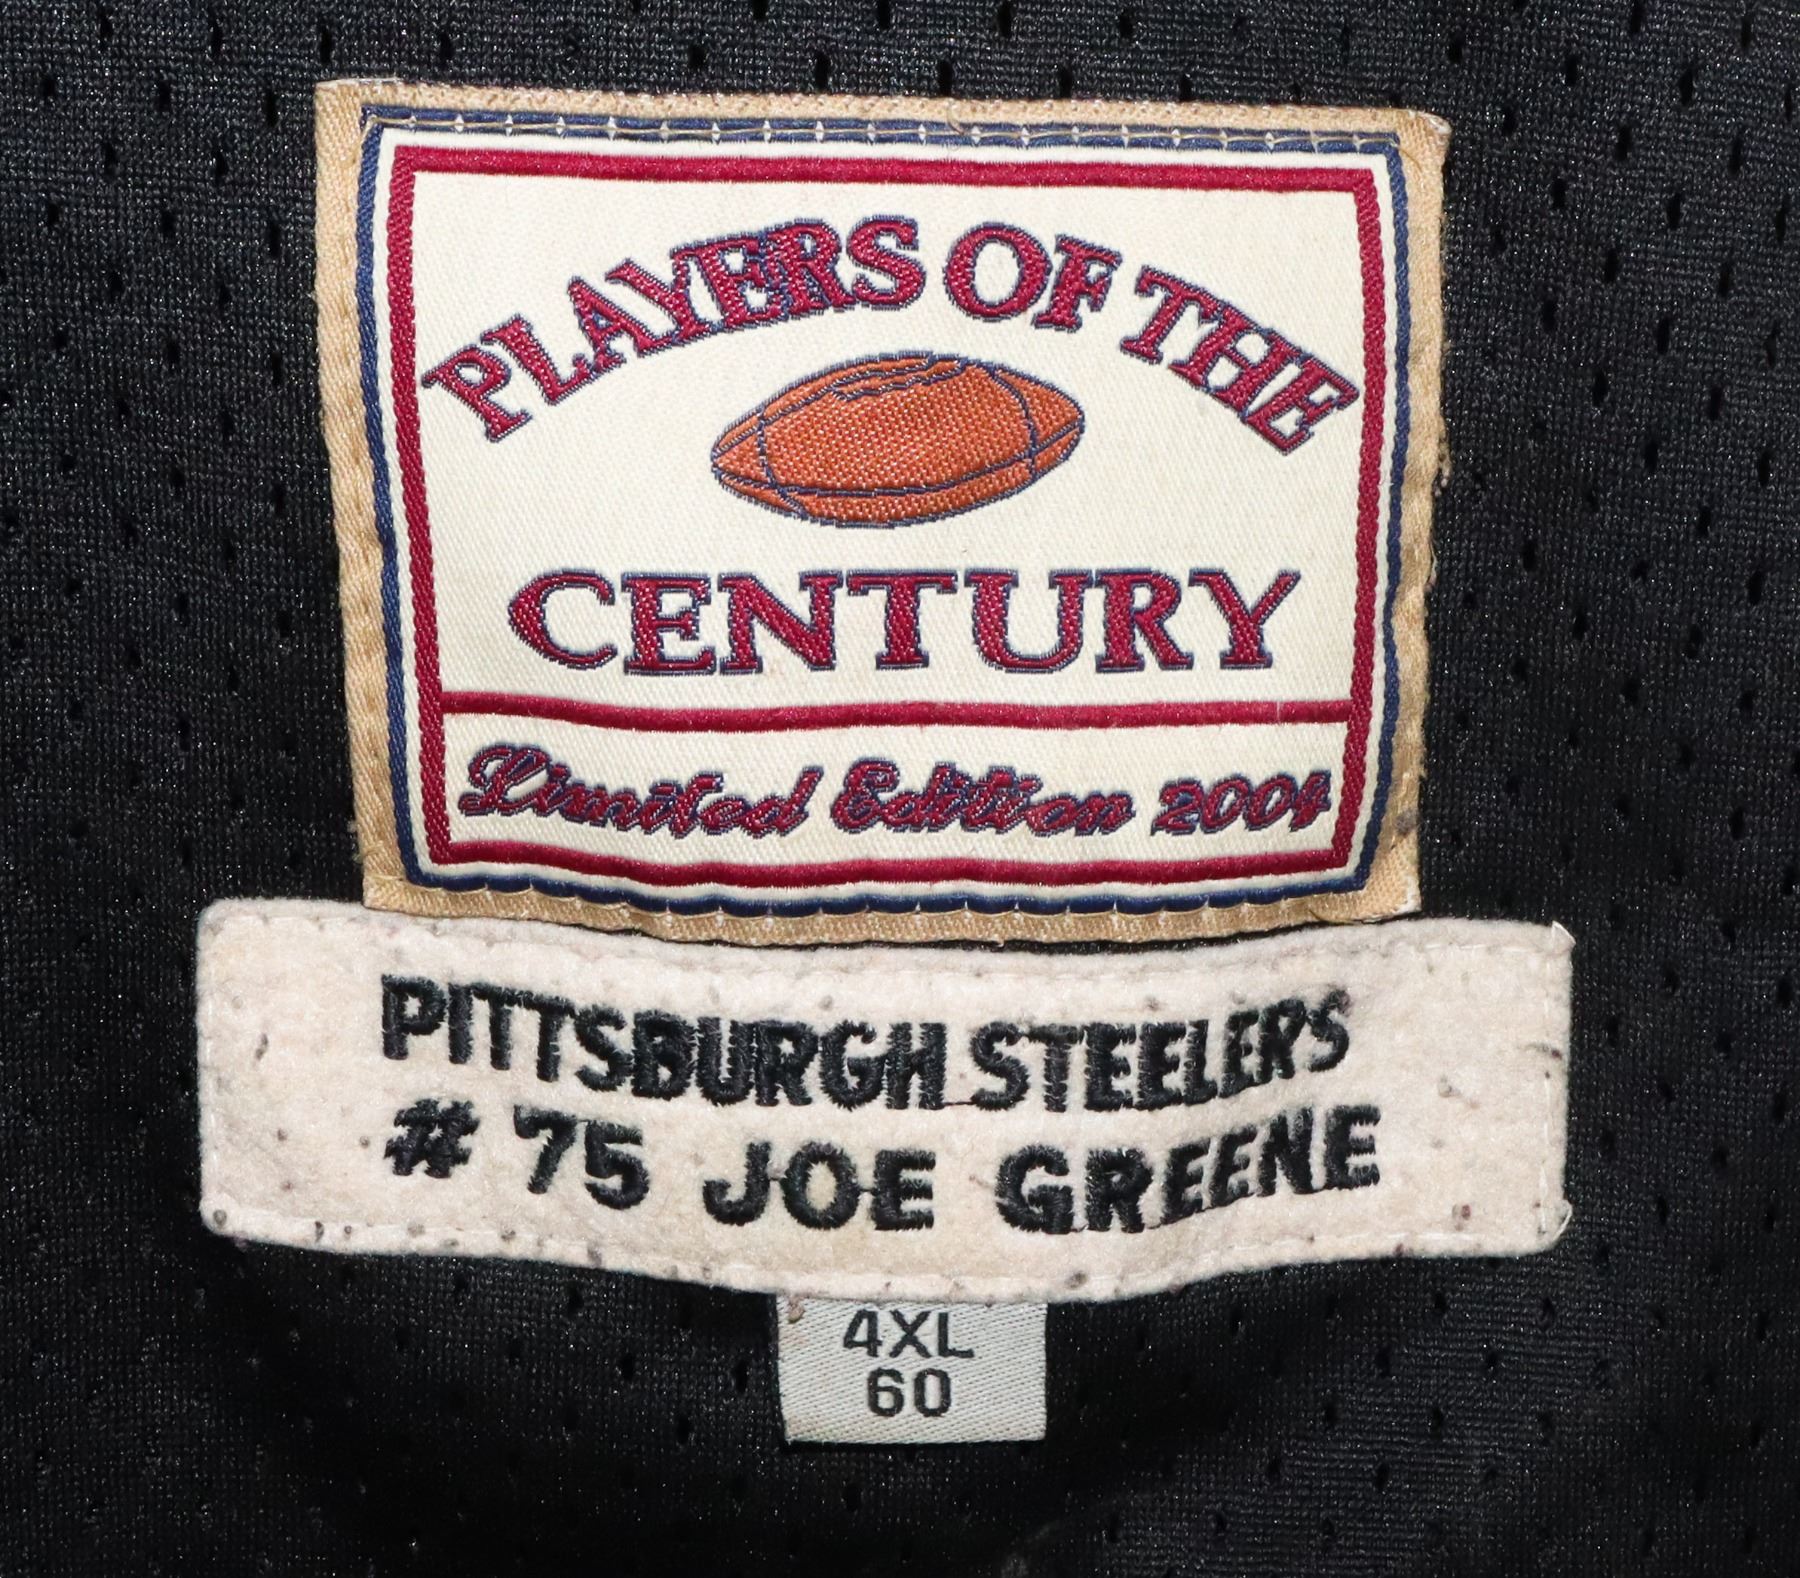 PLAYERS OF THE
CENTURY
Limited Edition 2004
PITTSBURGH STEELERS
# '75 JOE GREENE
4XL
60